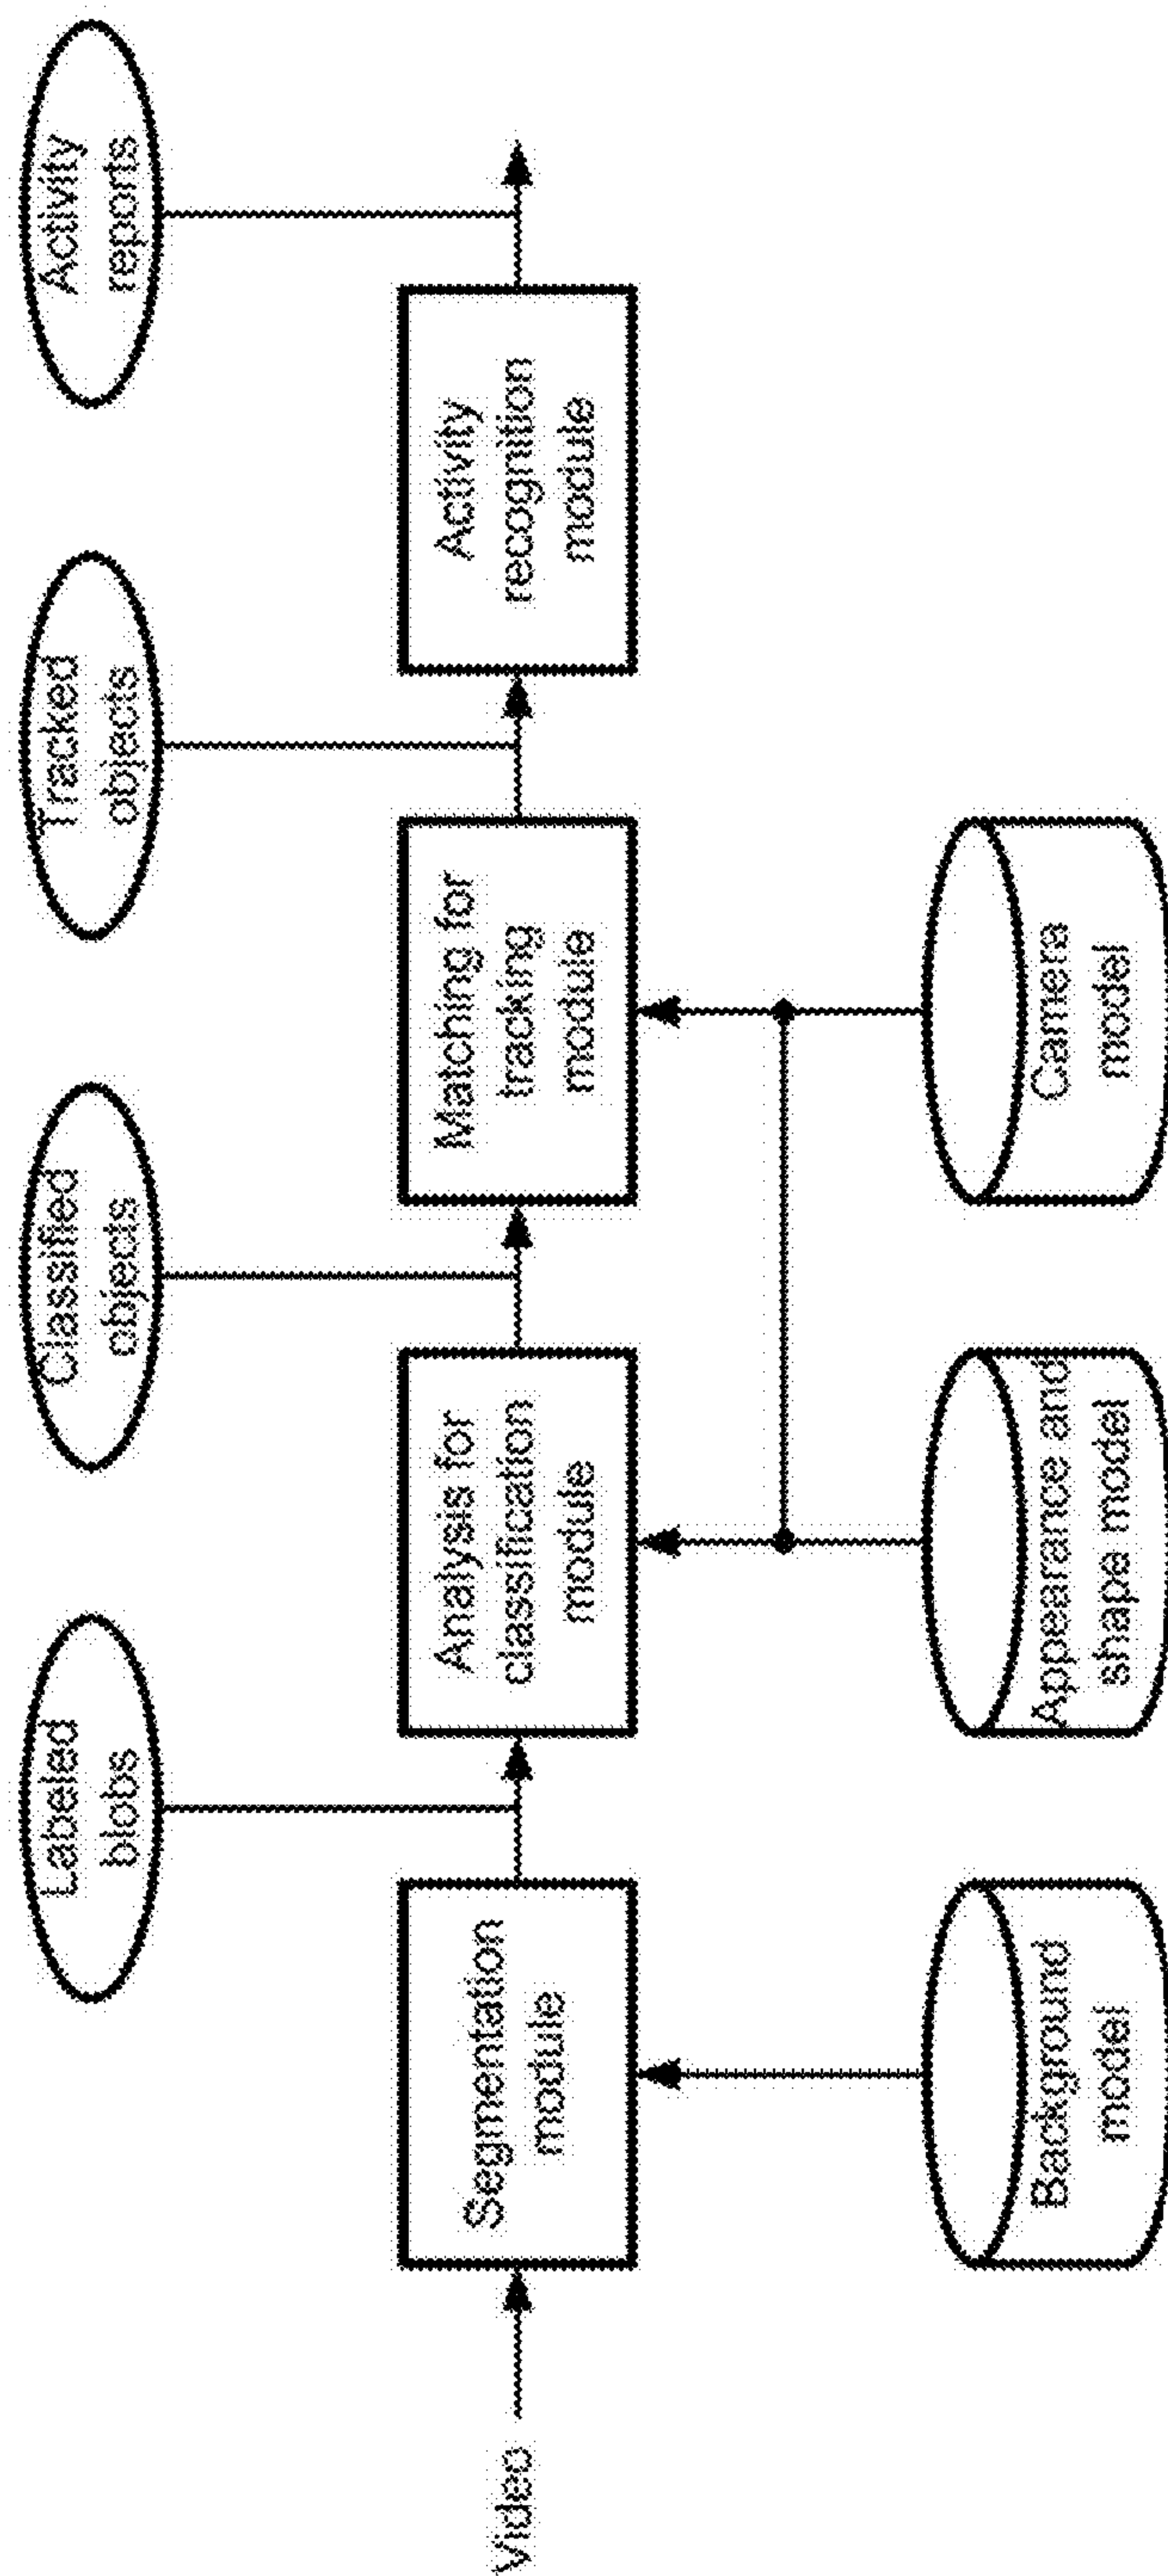 Labeled
blobs
Classified
objects
Tracked
objects
Activity
reports
Video
Segmentation
module
Analysis for
classification
module
Matching for
tracking
module
Activity
recognition
module
Background
model
Appearance and
shape model
Camera
model